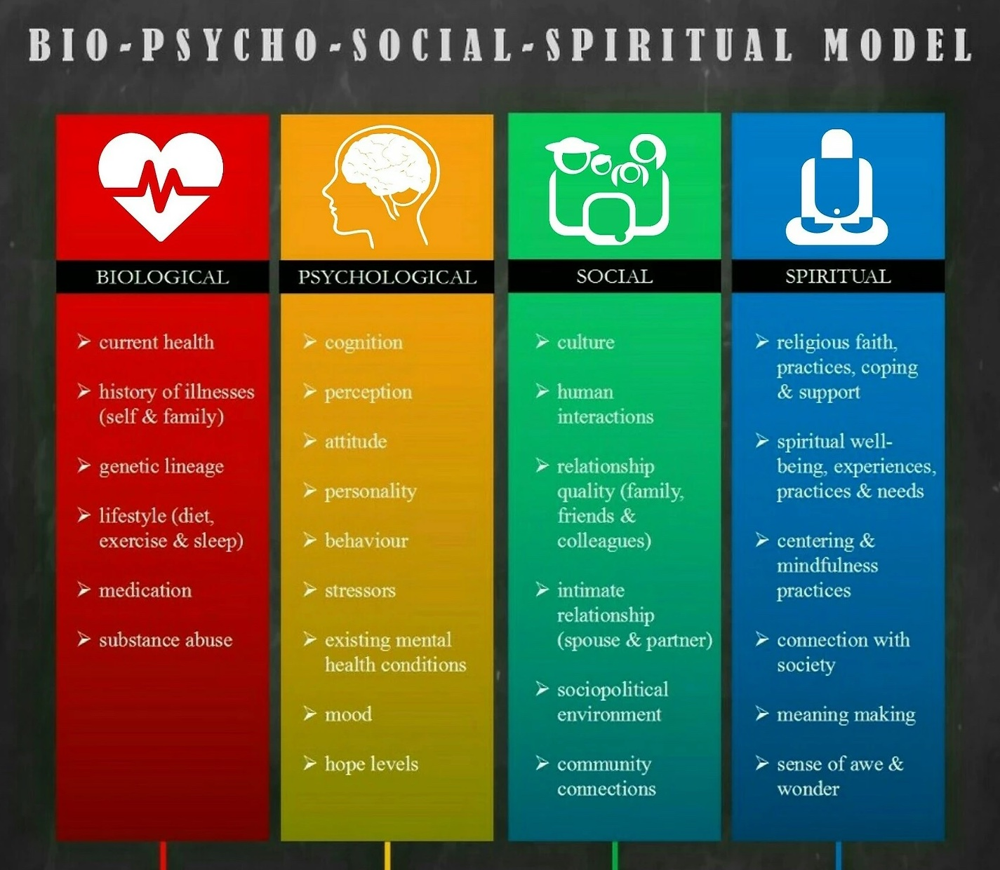 BIO-PSYCHO-SOCIAL-SPIRITUAL MODEL
BIOLOGICAL
➢ current health
➢ history of illnesses
(self & family)
➢ genetic lineage
➢ lifestyle (diet,
exercise & sleep)
➢ medication
➢ substance abuse
PSYCHOLOGICAL
➢ cognition
➢ perception
➢ attitude
➢ personality
➢ behaviour
➢ stressors
➢ existing mental
health conditions
➢ mood
➢ hope levels
SOCIAL
➢ culture
➢ human
interactions
➢ relationship
quality (family,
friends &
colleagues)
➢ intimate
relationship
(spouse & partner)
➢ sociopolitical
environment
➢ community
connections
SPIRITUAL
➢ religious faith,
practices, coping
& support
➢ spiritual well-
being, experiences,
practices & needs
➢ centering &
mindfulness
practices
➢ connection with
society
➢ meaning making
➢ sense of awe &
wonder